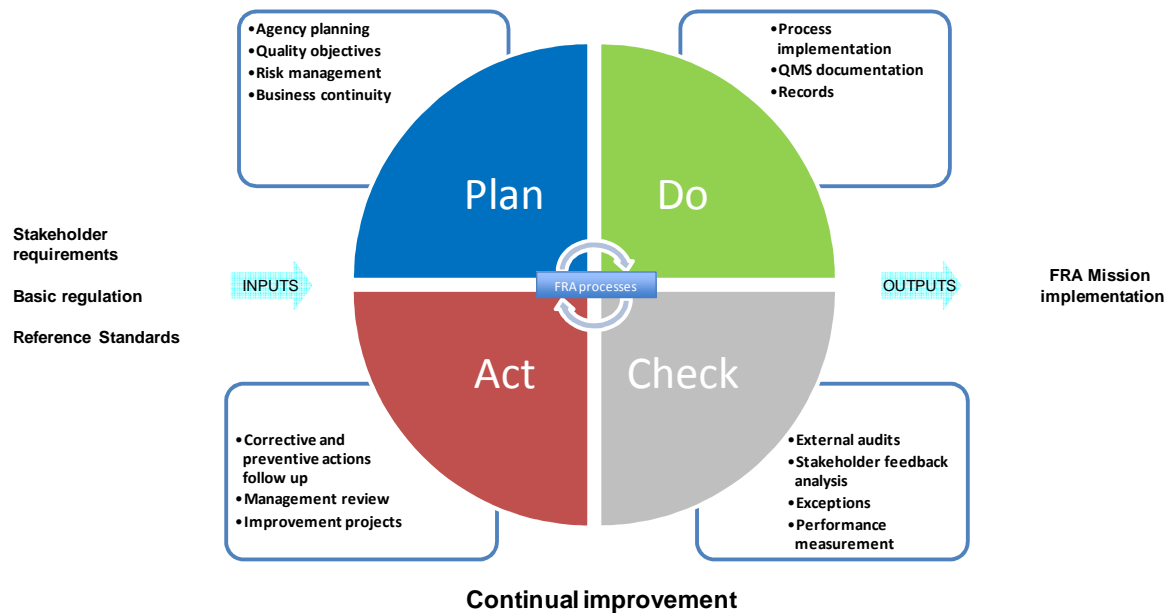 •Agency planning
•Quality objectives
•Risk management
•Business continuity
•Process
implementation
•QMS documentation
•Records
Plan
Do
Stakeholder
requirements
Basic regulation
Reference Standards
INPUTS
FRA processes
OUTPUTS
FRA Mission
implementation
Act
Check
•Corrective and
preventive actions
follow up
•Management review
•Improvement projects
•External audits
•Stakeholder feedback
analysis
•Exceptions
•Performance
measurement
Continual improvement